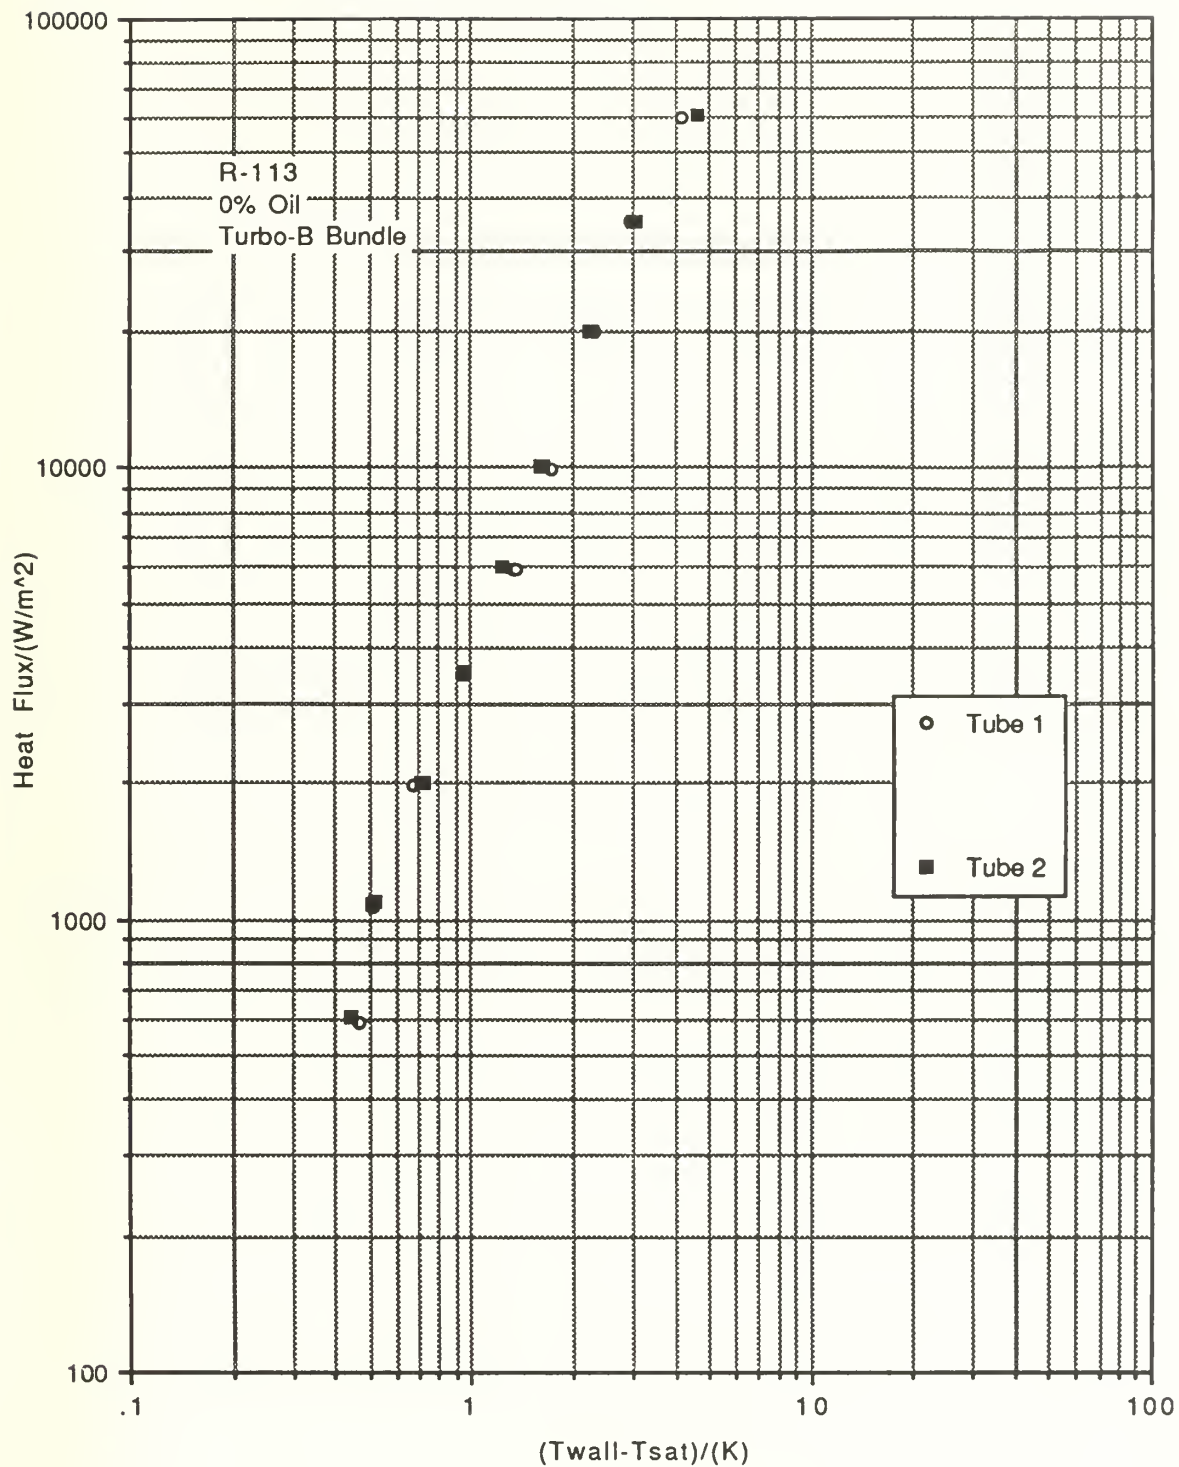 100000
R-113
0% Oil
Turbo-B Bundle
10000
Heat Flux/(W/m^2)
Tube 1
Tube 2
1000
100
.1
1
10
100
(Twall-Tsat)/(K)